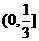 (0, 1/3]